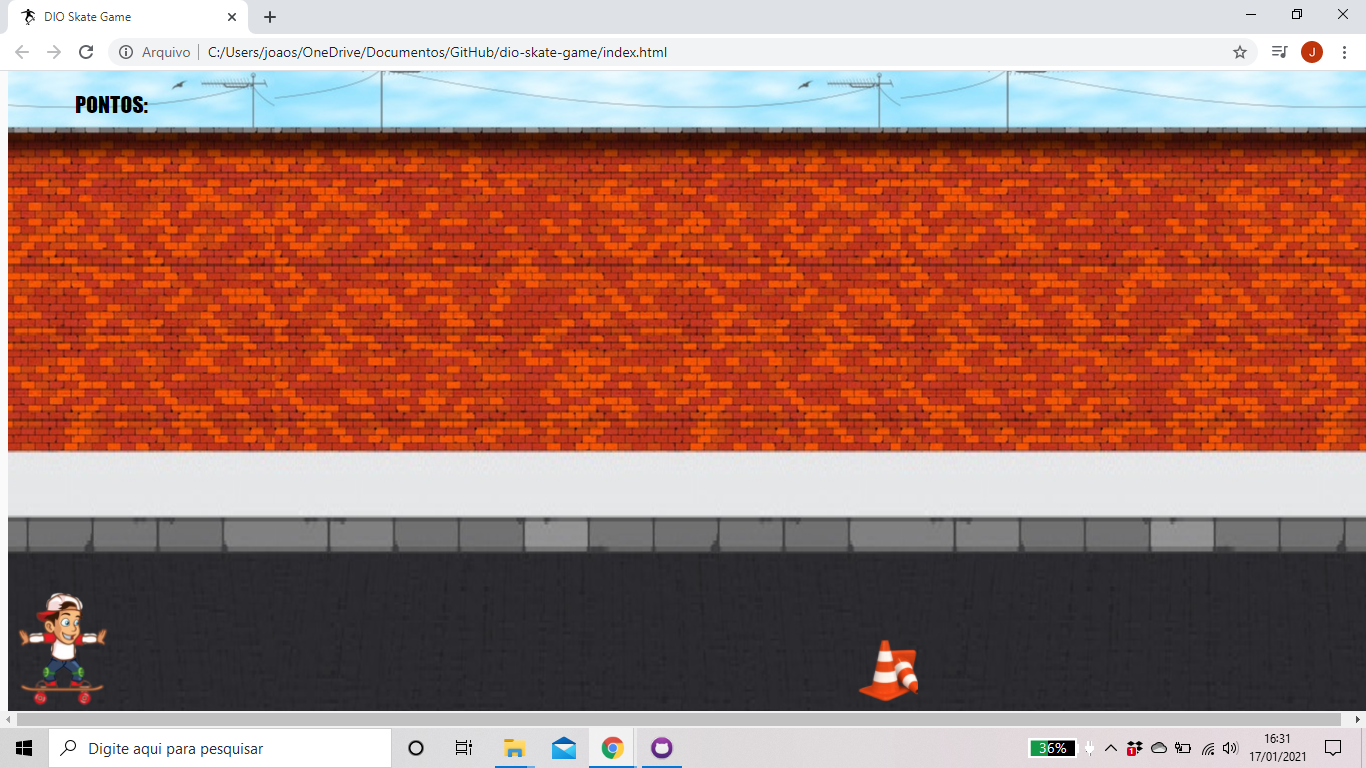 DIO Skate Game
Arquivo
C:/Users/joaos/OneDrive/Documentos/GitHub/dio-skate-game/index.html
J
PONTOS:
Digite aqui para pesquisar
36%
1
16:31
17/01/2021